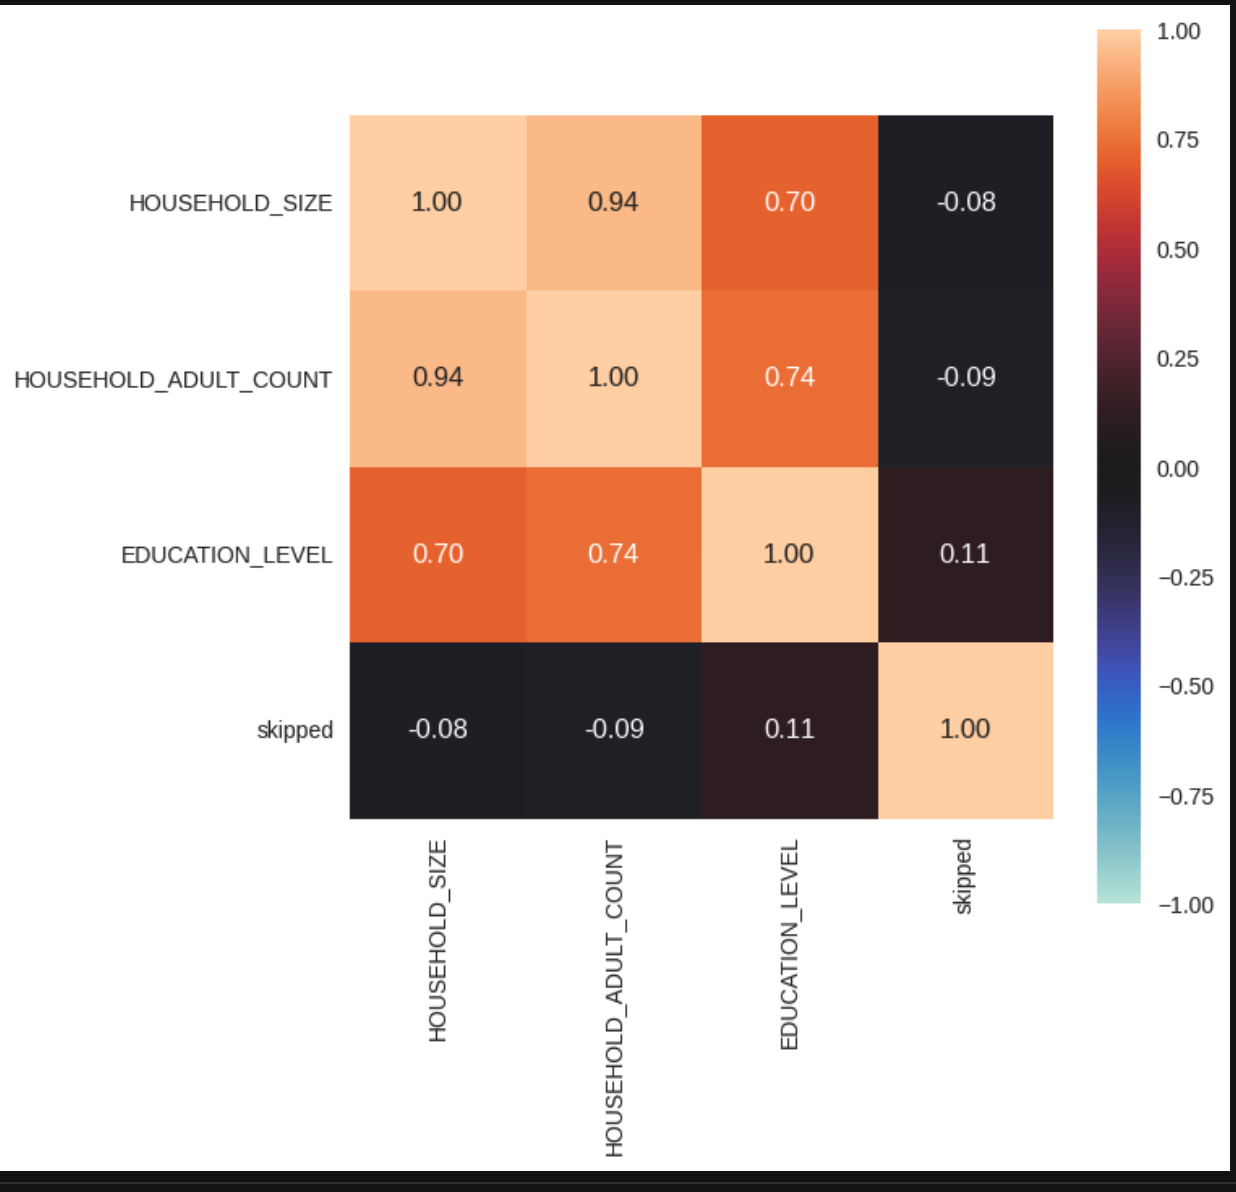 1.00
0.75
0.50
0.25
0.00
−0.25
−0.50
−0.75
−1.00
HOUSEHOLD_SIZE 1.00 0.94 0.70 -0.08
HOUSEHOLD_ADULT_COUNT 0.94 1.00 0.74 -0.09
EDUCATION_LEVEL 0.70 0.74 1.00 0.11
skipped -0.08 -0.09 0.11 1.00
HOUSEHOLD_SIZE
HOUSEHOLD_ADULT_COUNT
EDUCATION_LEVEL
skipped